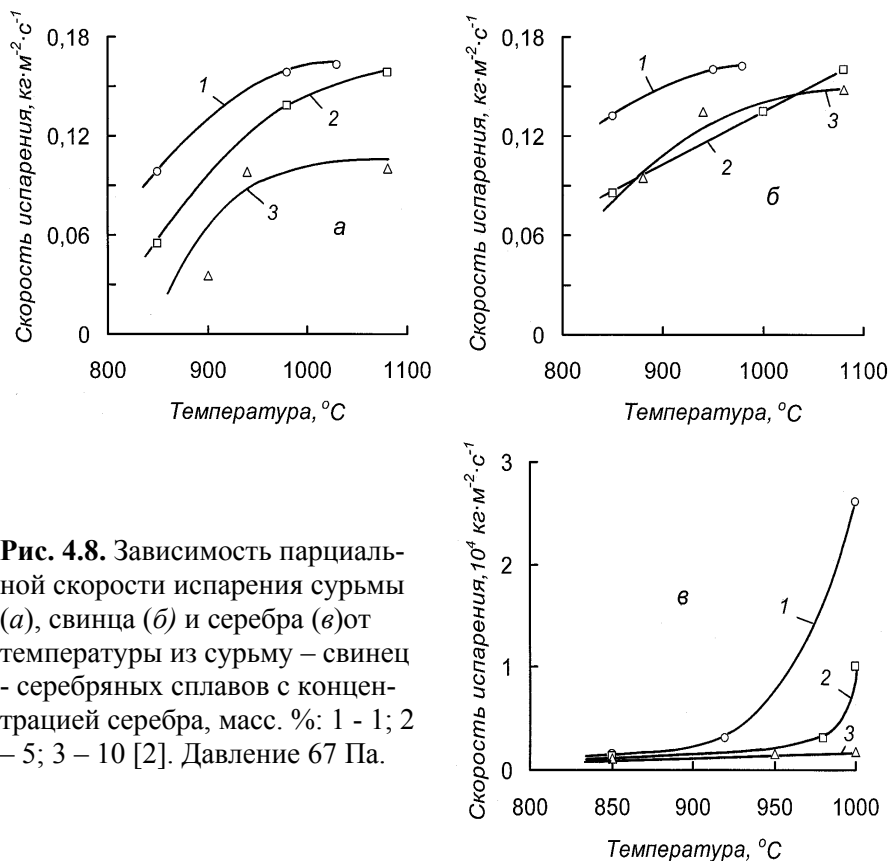 Скорость испарения, кг·м⁻²·с⁻¹
0,18
0,12
0,06
0
1
2
3
а
800 900 1000 1100
Температура, °С
Скорость испарения, кг·м⁻²·с⁻¹
0,18
0,12
0,06
0
1
3
2
б
800 900 1000 1100
Температура, °С
Рис. 4.8. Зависимость парциаль-
ной скорости испарения сурьмы
(а), свинца (б) и серебра (в)от
температуры из сурьму – свинец
- серебряных сплавов с концен-
трацией серебра, масс. %: 1 - 1; 2
– 5; 3 – 10 [2]. Давление 67 Па.
Скорость испарения,10⁴ кг·м⁻²·с⁻¹
3
2
1
0
в
1
2
3
800 850 900 950 1000
Температура, °С